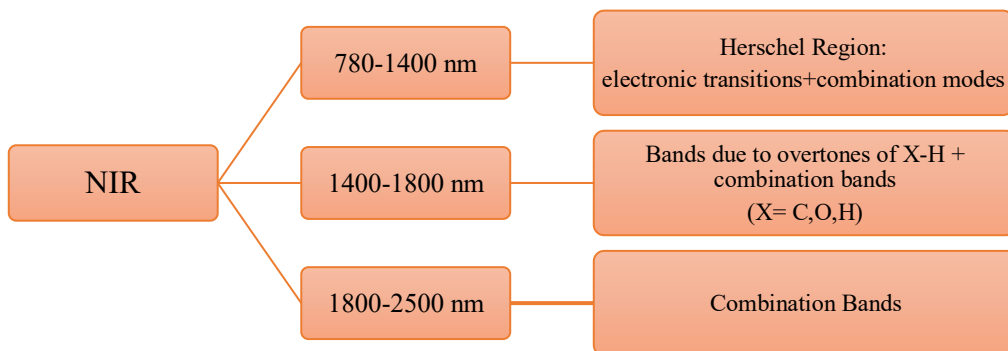 NIR
780-1400 nm
Herschel Region:
electronic transitions+combination modes
1400-1800 nm
Bands due to overtones of X-H +
combination bands
(X= C,O,H)
1800-2500 nm
Combination Bands